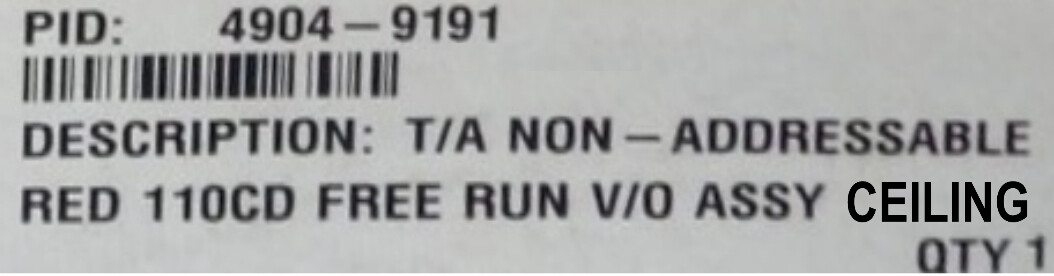 PID: 4904-9191
DESCRIPTION: T/A NON-ADDRESSABLE
RED 110CD FREE RUN V/O ASSY CEILING
QTY 1